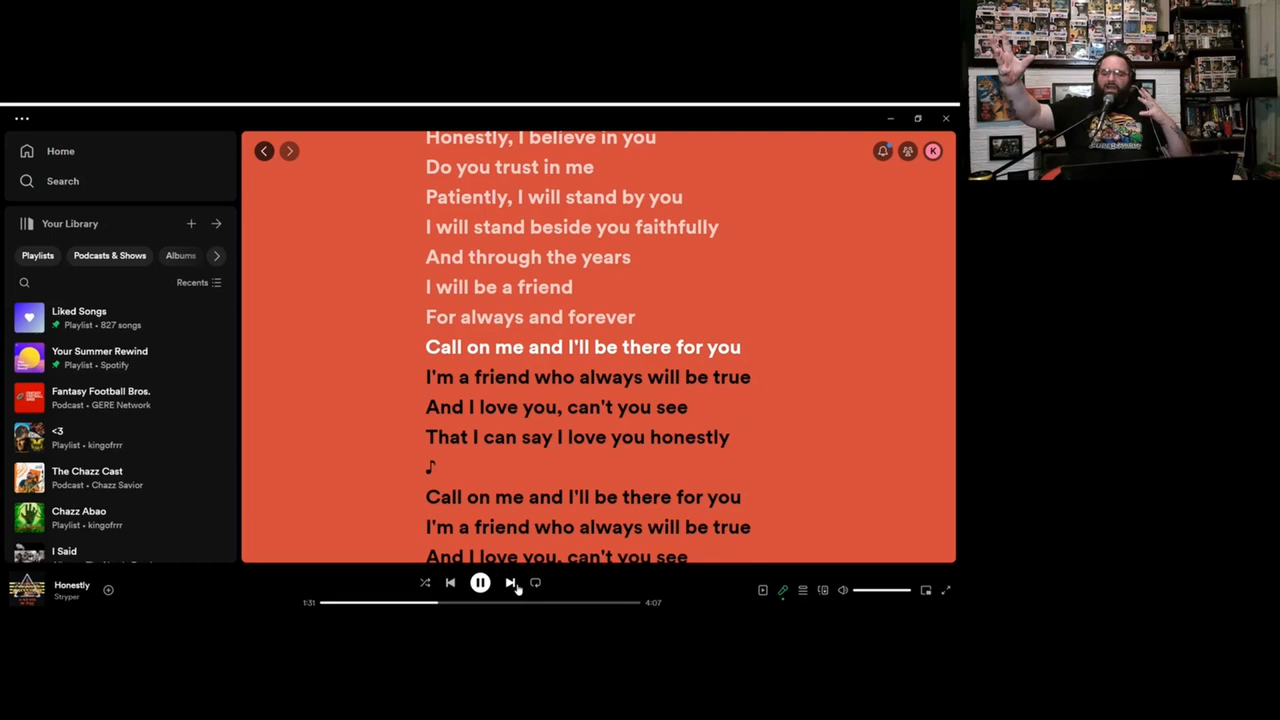 Home
Search
Your Library
Playlists
Podcasts & Shows
Albums
Recents
Liked Songs
Playlist • 827 songs
Your Summer Rewind
Playlist • Spotify
Fantasy Football Bros.
Podcast • GERE Network
<3
Playlist • kingofrrr
The Chazz Cast
Podcast • Chazz Savior
Chazz Abao
Playlist • kingofrrr
I Said
K
Honestly, I believe in you
Do you trust in me
Patiently, I will stand by you
I will stand beside you faithfully
And through the years
I will be a friend
For always and forever
Call on me and I'll be there for you
I'm a friend who always will be true
And I love you, can't you see
That I can say I love you honestly
♪
Call on me and I'll be there for you
I'm a friend who always will be true
And I love you, can't you see
Honestly
Stryper
1:31
4:07